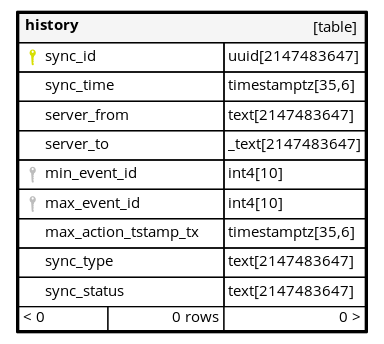 history [table]
sync_id uuid[2147483647]
sync_time timestamptz[35,6]
server_from text[2147483647]
server_to _text[2147483647]
min_event_id int4[10]
max_event_id int4[10]
max_action_tstamp_tx timestamptz[35,6]
sync_type text[2147483647]
sync_status text[2147483647]
< 0 0 rows 0 >